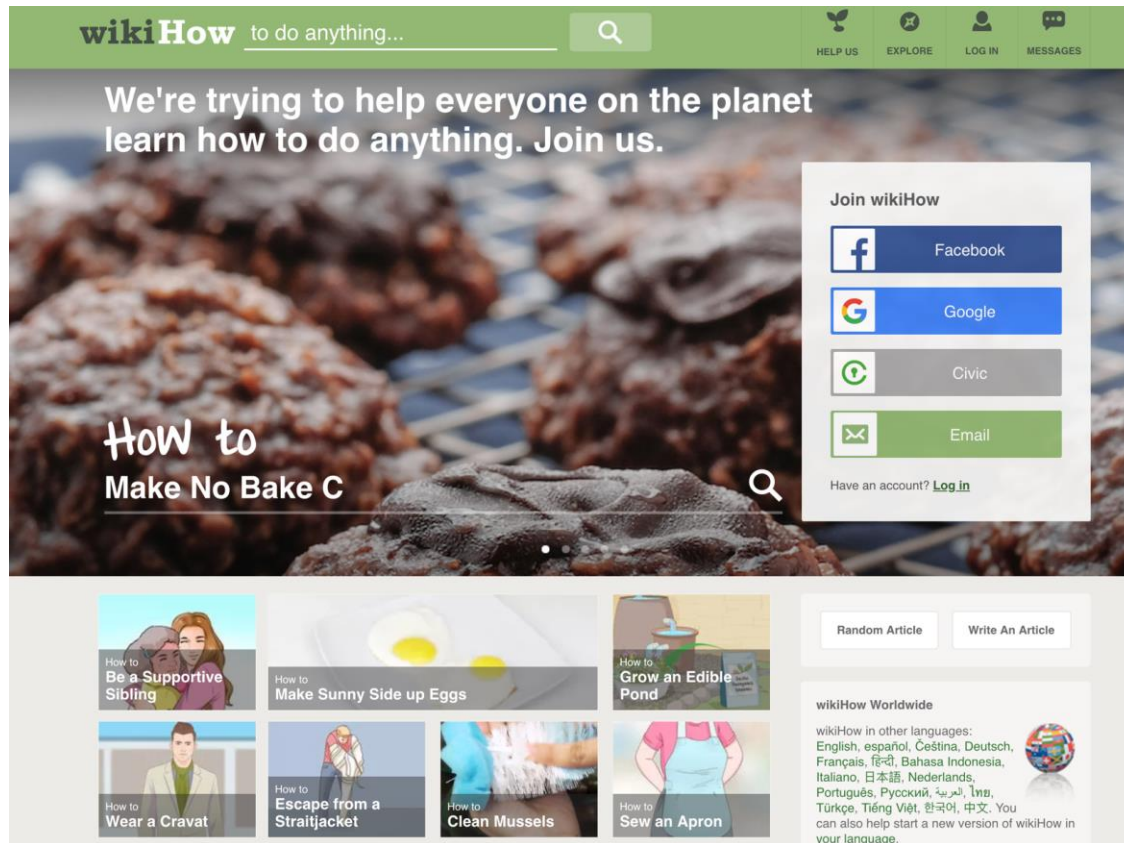 wikiHow to do anything...
HELP US
EXPLORE
LOG IN
MESSAGES
We're trying to help everyone on the planet
learn how to do anything. Join us.
Join wikiHow
Facebook
Google
Civic
Email
Have an account? Log in
How to
Make No Bake C
How to
Be a Supportive
Sibling
How to
Make Sunny Side up Eggs
How to
Grow an Edible
Pond
Random Article
Write An Article
How to
Wear a Cravat
How to
Escape from a
Straitjacket
How to
Clean Mussels
How to
Sew an Apron
wikiHow Worldwide
wikiHow in other languages:
English, español, Čeština, Deutsch,
Français, हिन्दी, Bahasa Indonesia,
Italiano, 日本語, Nederlands,
Português, Русский, العربية, ไทย,
Türkçe, Tiếng Việt, 한국어, 中文. You
can also help start a new version of wikiHow in
your language.